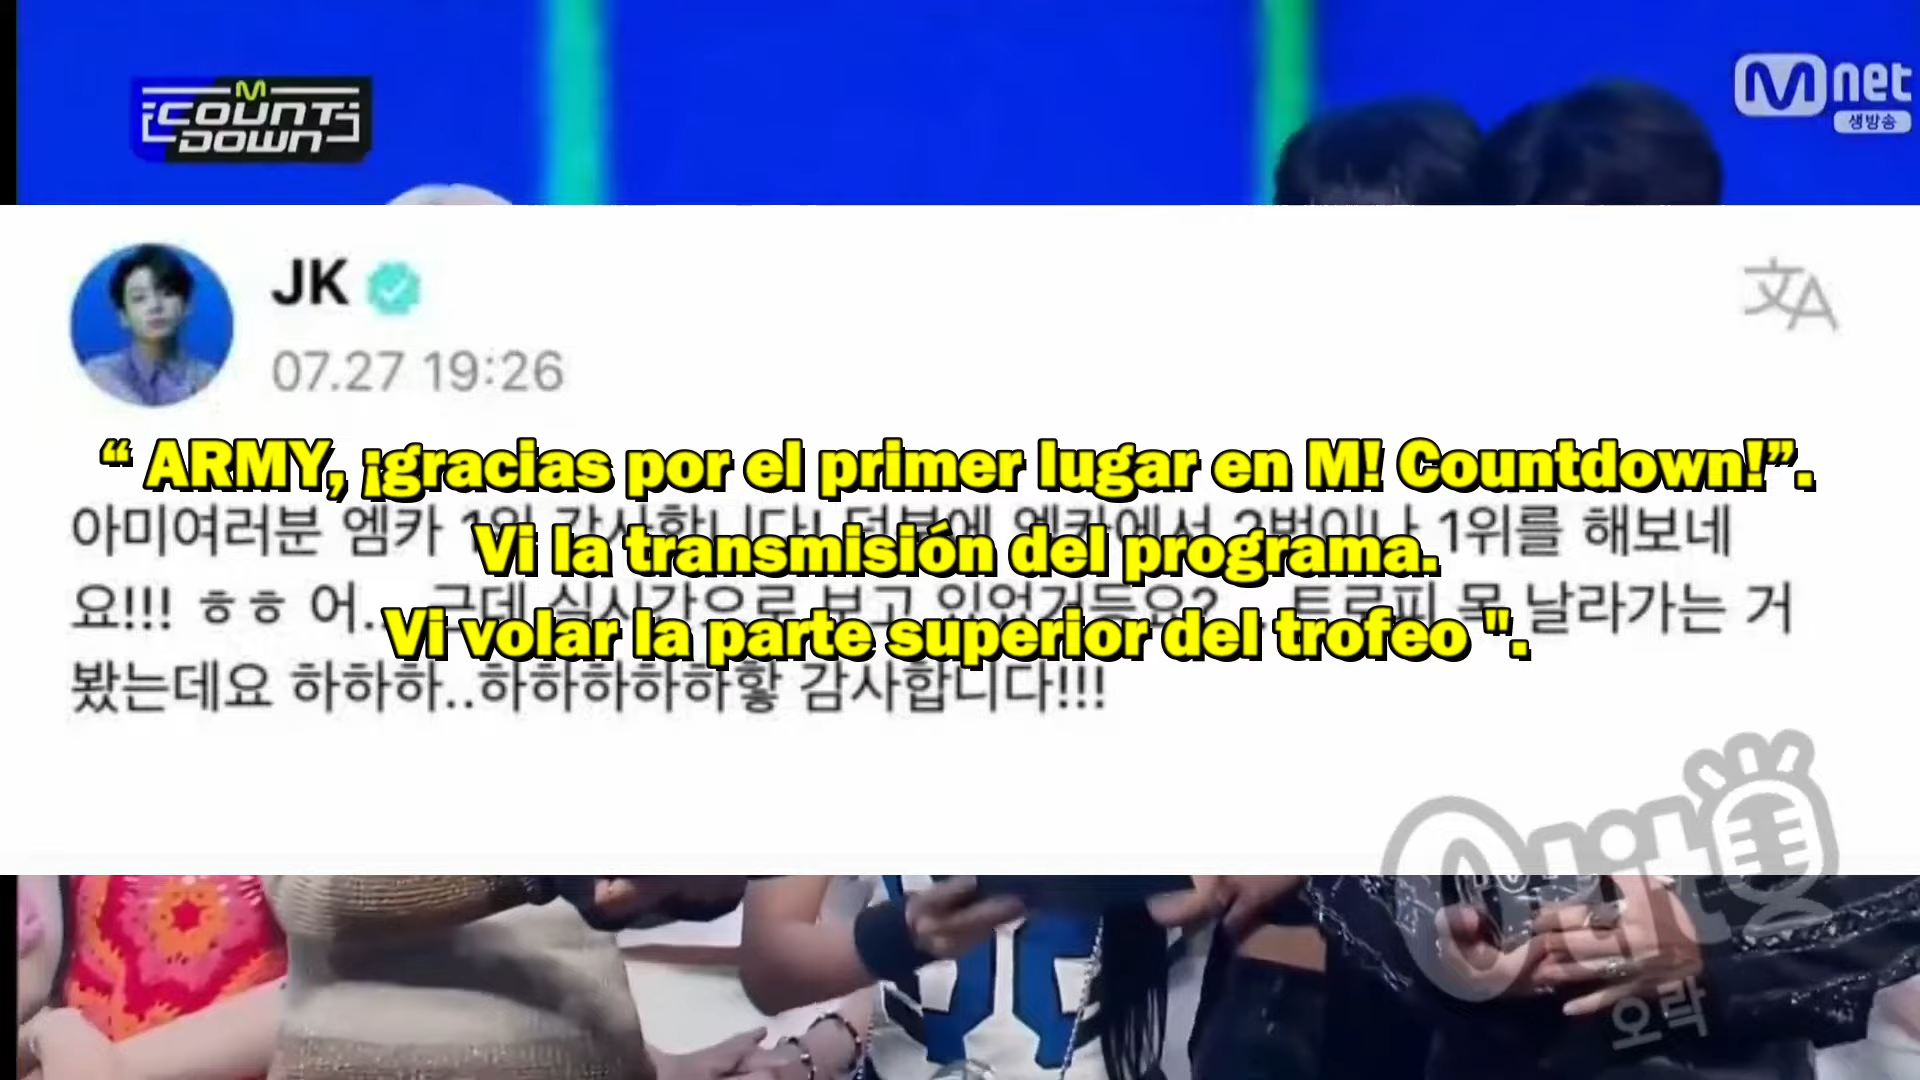 M
COUNT
DOWN
Mnet
생방송
JK
07.27 19:26
“ ARMY, ¡gracias por el primer lugar en M! Countdown!”.
아미여러분 엠카 1위 감사합니다! 덕분에 엠카에서 2번이나 1위를 해보네
Vi la transmisión del programa.
요!!! ㅎㅎ 어.. 근데 실시간으로 보고 있었거등요? 트로피 목 날라가는 거
Vi volar la parte superior del trofeo ".
봤는데요 하하하..하하하하하핳 감사합니다!!!
오락